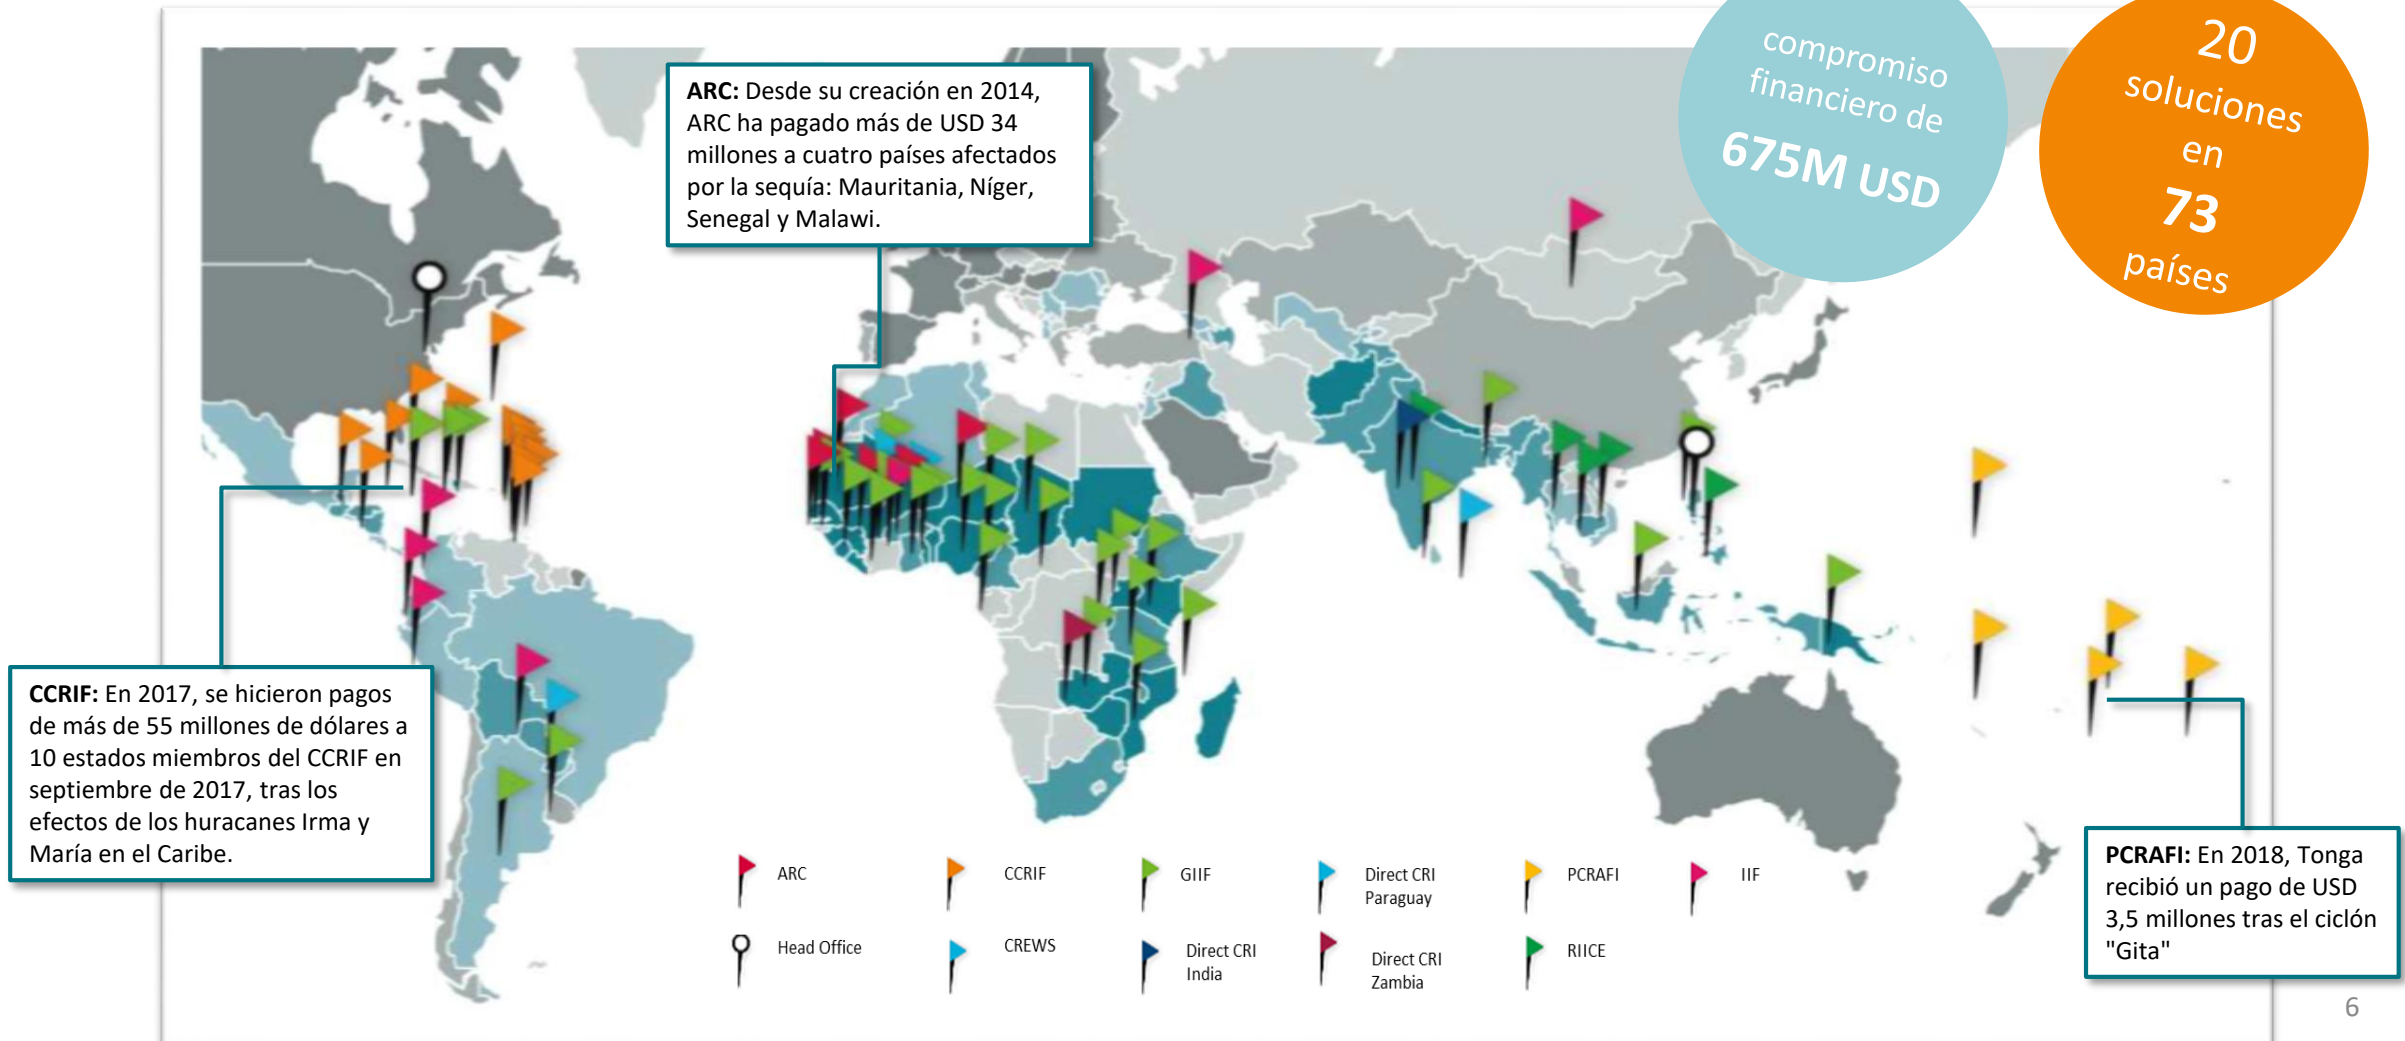 compromiso
financiero de
675M USD
20
soluciones
en
73
países
ARC: Desde su creación en 2014,
ARC ha pagado más de USD 34
millones a cuatro países afectados
por la sequía: Mauritania, Níger,
Senegal y Malawi.
CCRIF: En 2017, se hicieron pagos
de más de 55 millones de dólares a
10 estados miembros del CCRIF en
septiembre de 2017, tras los
efectos de los huracanes Irma y
María en el Caribe.
PCRAFI: En 2018, Tonga
recibió un pago de USD
3,5 millones tras el ciclón
"Gita"
ARC
CCRIF
GIIF
Direct CRI
Paraguay
PCRAFI
IIF
Head Office
CREWS
Direct CRI
India
Direct CRI
Zambia
RIICE
6